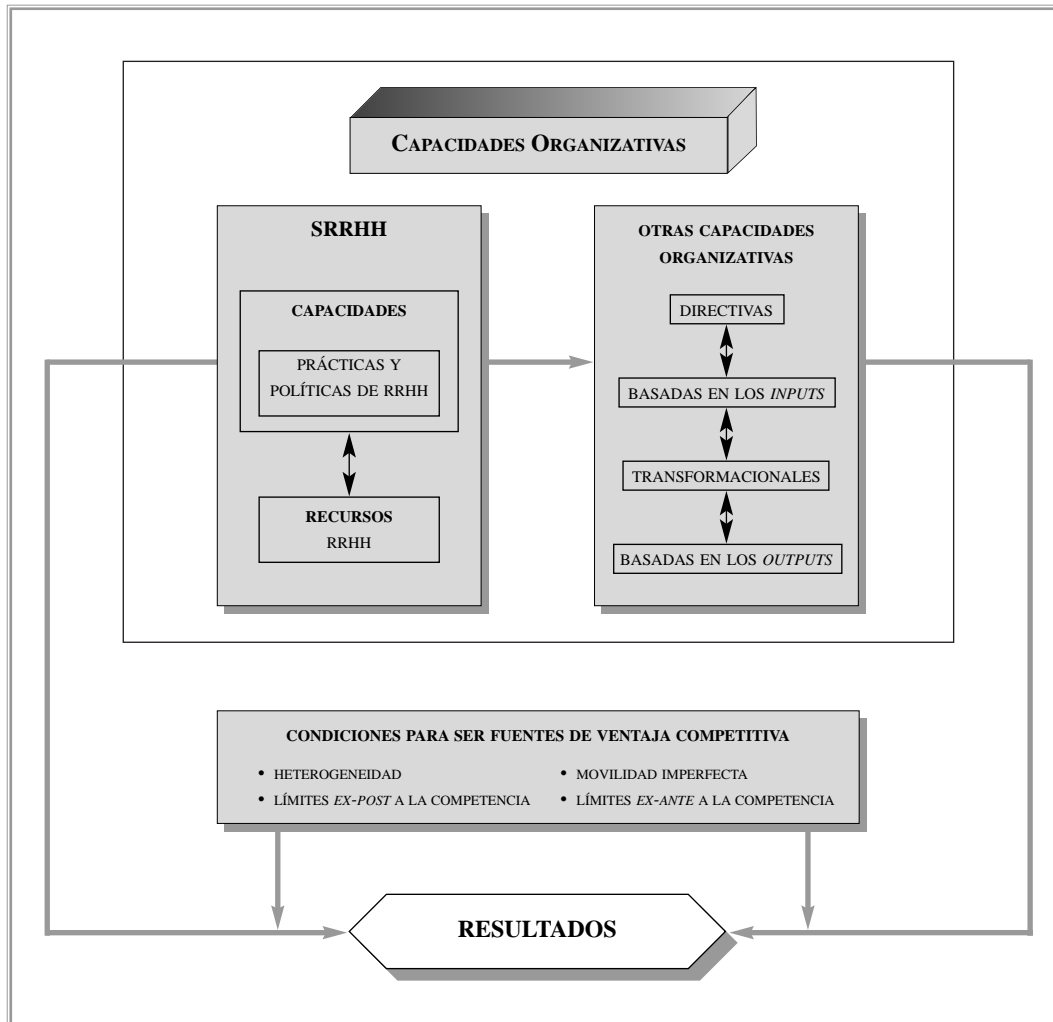 CAPACIDADES ORGANIZATIVAS
SRRHH
CAPACIDADES
PRÁCTICAS Y
POLÍTICAS DE RRHH
RECURSOS
RRHH
OTRAS CAPACIDADES
ORGANIZATIVAS
DIRECTIVAS
BASADAS EN LOS INPUTS
TRANSFORMACIONALES
BASADAS EN LOS OUTPUTS
CONDICIONES PARA SER FUENTES DE VENTAJA COMPETITIVA
• HETEROGENEIDAD
• LÍMITES EX-POST A LA COMPETENCIA
• MOVILIDAD IMPERFECTA
• LÍMITES EX-ANTE A LA COMPETENCIA
RESULTADOS